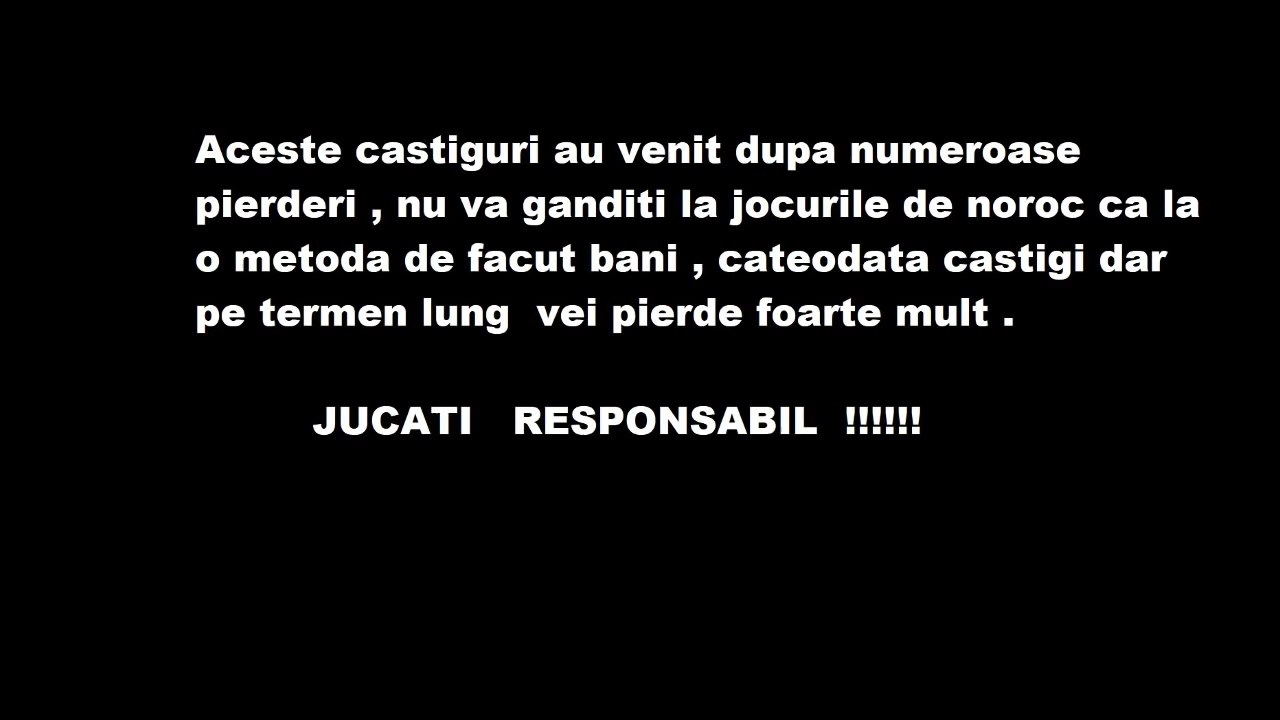 Aceste castiguri au venit dupa numeroase
pierderi , nu va ganditi la jocurile de noroc ca la
o metoda de facut bani , cateodata castigi dar
pe termen lung  vei pierde foarte mult .
JUCATI   RESPONSABIL  !!!!!!